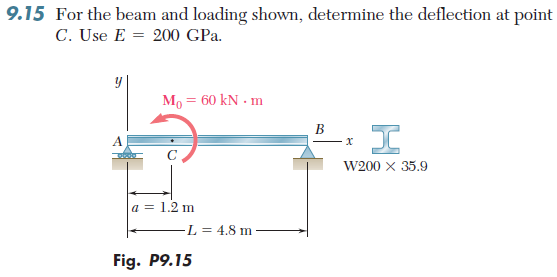 9.15 For the beam and loading shown, determine the deflection at point
C. Use E = 200 GPa.
y
M₀ = 60 kN · m
A
B
x
C
W200 × 35.9
a = 1.2 m
L = 4.8 m
Fig. P9.15